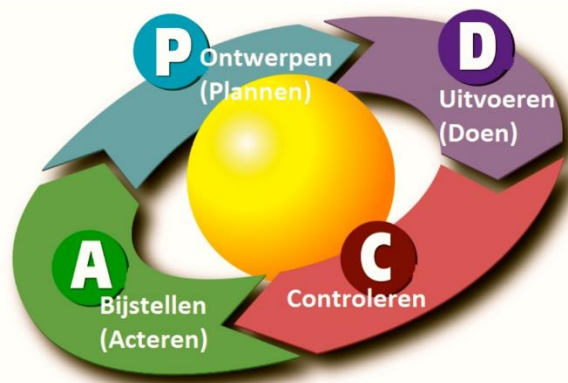 P
Ontwerpen
(Plannen)
D
Uitvoeren
(Doen)
C
Controleren
A
Bijstellen
(Acteren)